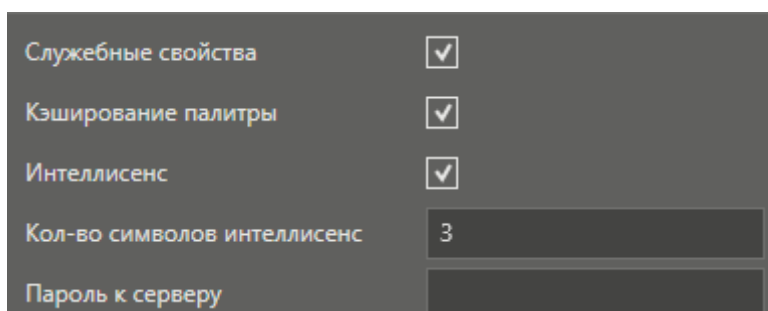 Служебные свойства
Кэширование палитры
Интеллисенс
Кол-во символов интеллисенс 3
Пароль к серверу